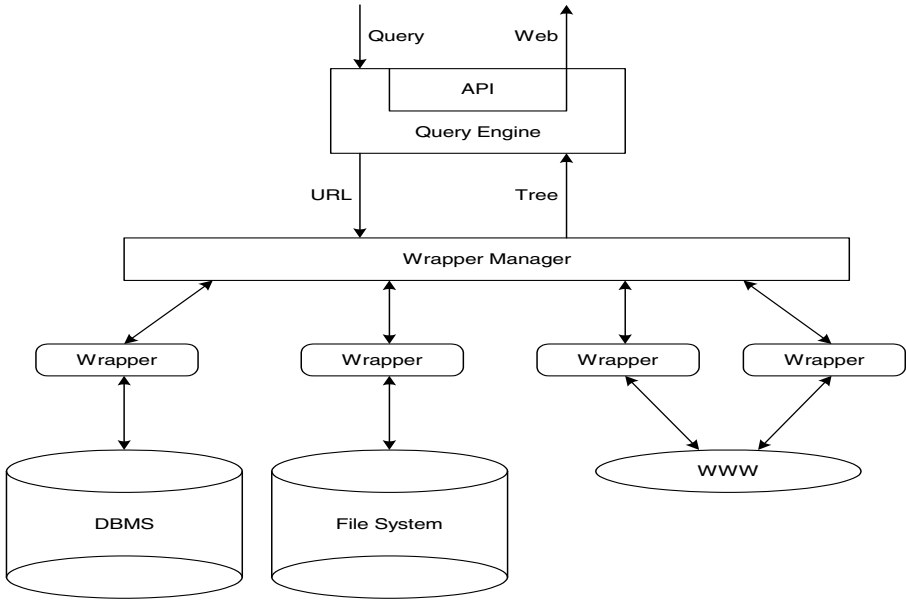 Query
Web
API
Query Engine
URL
Tree
Wrapper Manager
Wrapper
Wrapper
Wrapper
Wrapper
WWW
DBMS
File System